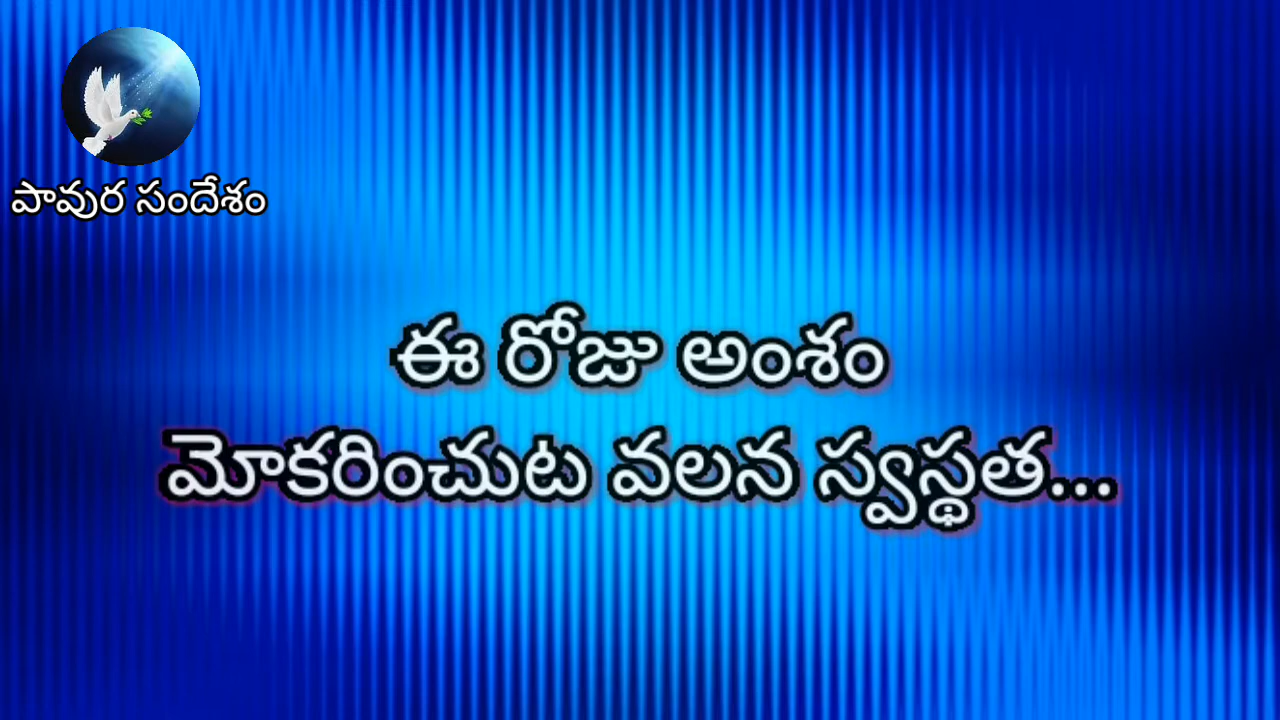 పావుర సందేశం
ఈ రోజు అంశం
మోకరించుట వలన స్వస్థత...